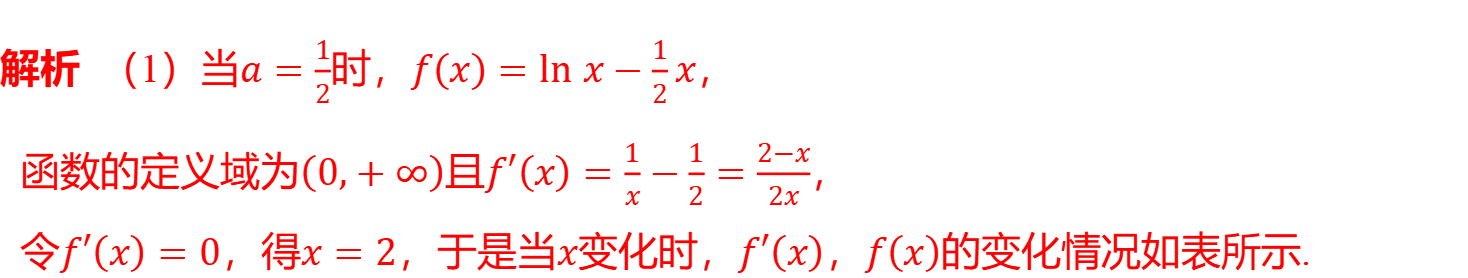 解析 （1）当a = 1/2时，f(x) = ln x − 1/2 x，
函数的定义域为(0, + ∞)且f′(x) = 1/x − 1/2 = (2−x)/(2x)，
令f′(x) = 0，得x = 2，于是当x变化时，f′(x)，f(x)的变化情况如表所示.